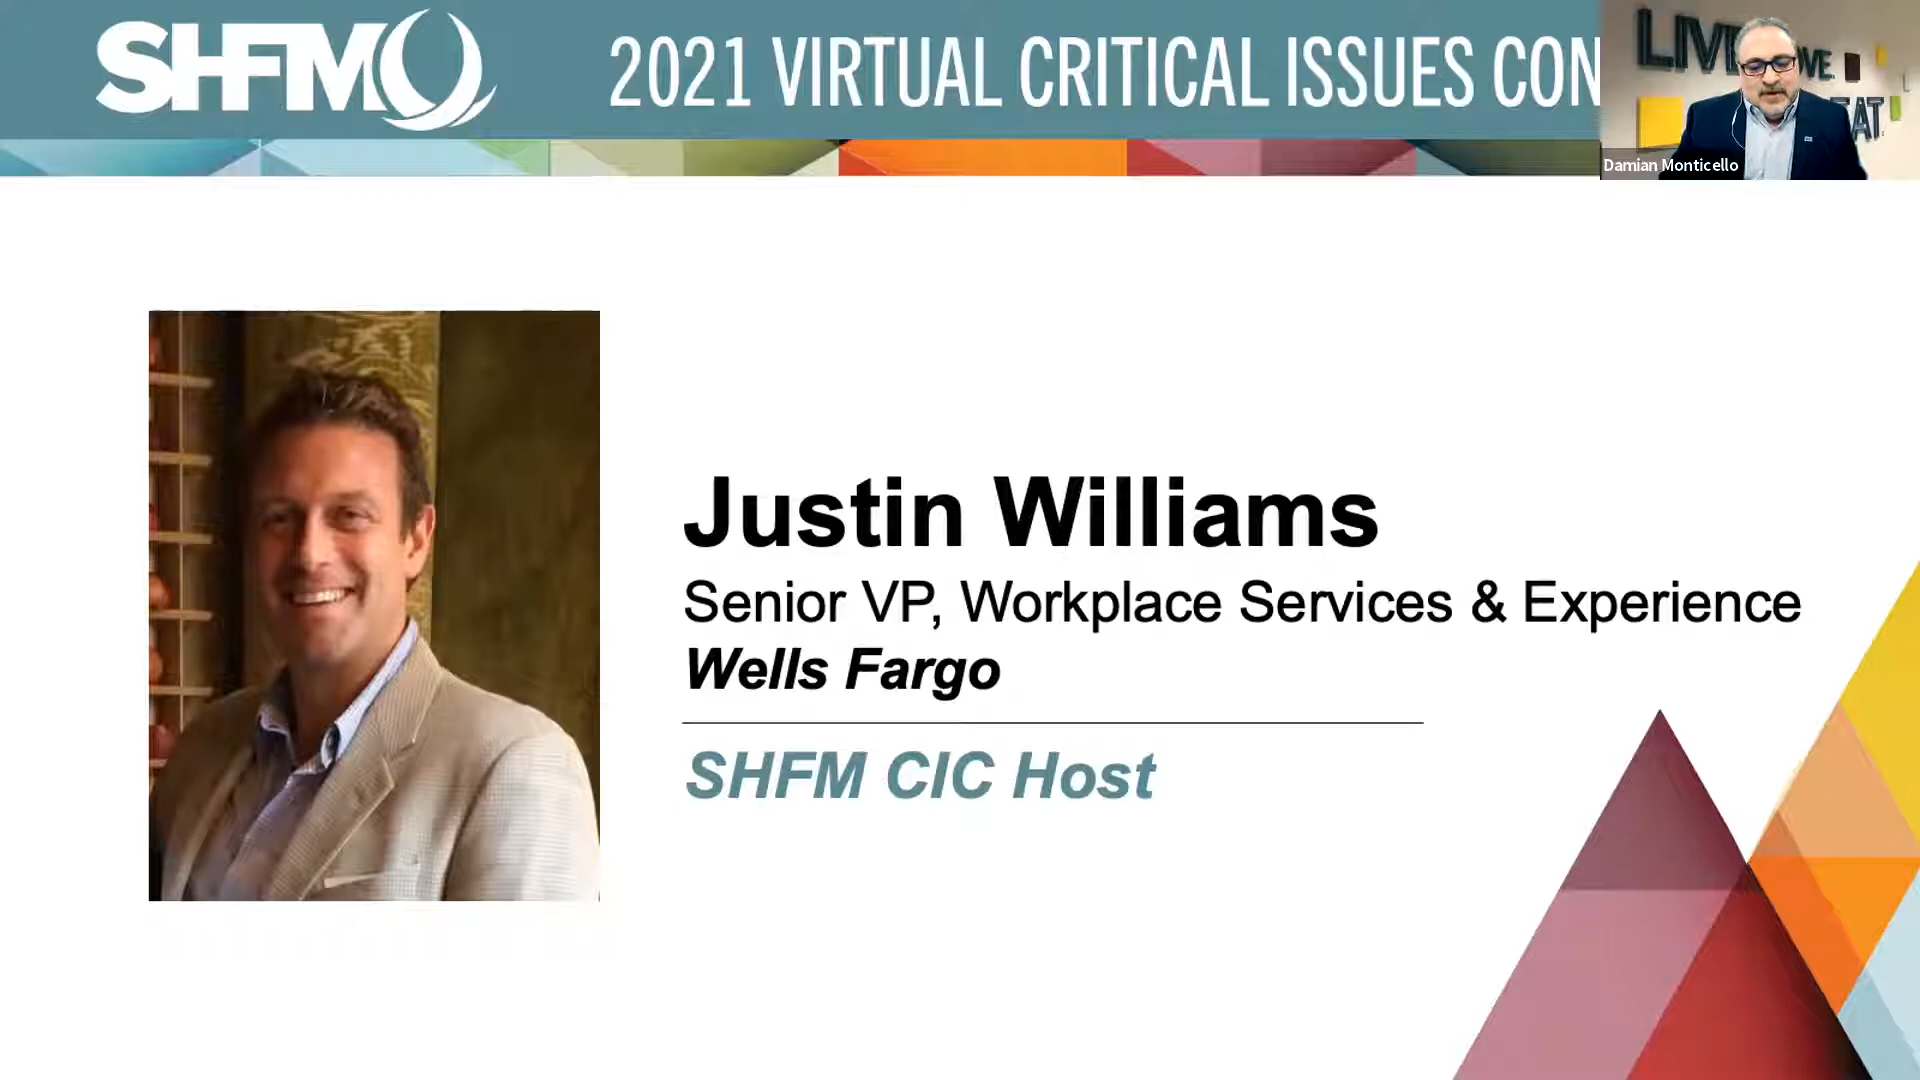 SHFM
2021 VIRTUAL CRITICAL ISSUES CON
Damian Monticello
Justin Williams
Senior VP, Workplace Services & Experience
Wells Fargo
SHFM CIC Host